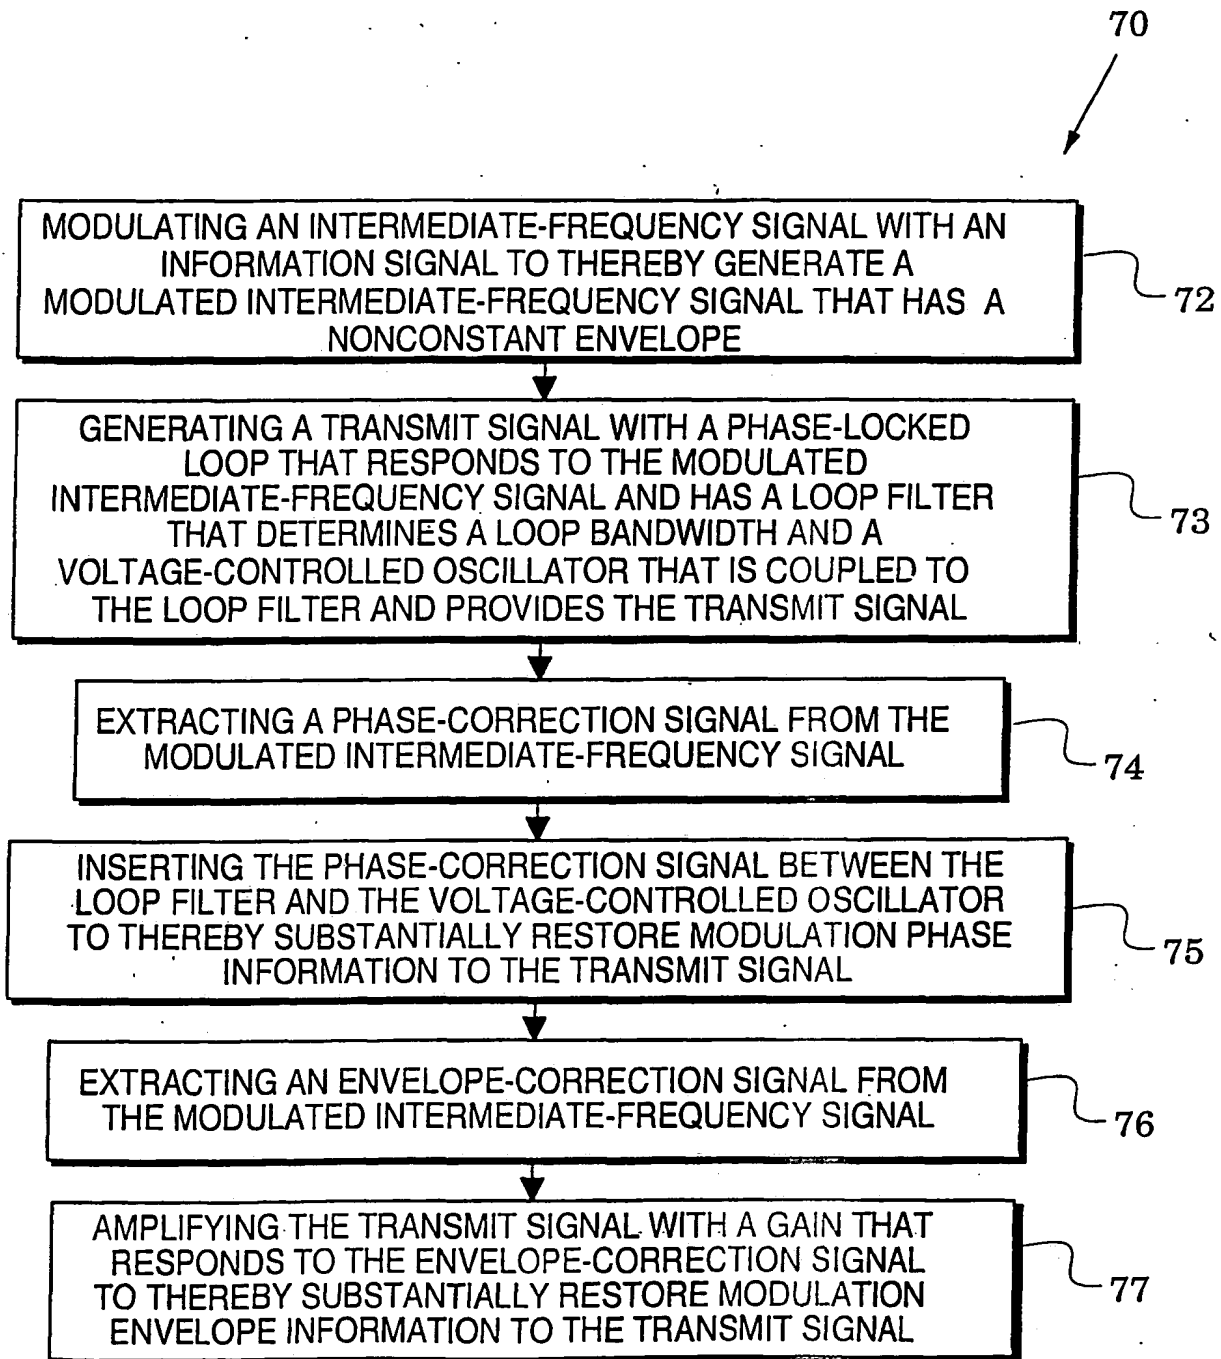 70
MODULATING AN INTERMEDIATE-FREQUENCY SIGNAL WITH AN
INFORMATION SIGNAL TO THEREBY GENERATE A
MODULATED INTERMEDIATE-FREQUENCY SIGNAL THAT HAS A
NONCONSTANT ENVELOPE
72
GENERATING A TRANSMIT SIGNAL WITH A PHASE-LOCKED
LOOP THAT RESPONDS TO THE MODULATED
INTERMEDIATE-FREQUENCY SIGNAL AND HAS A LOOP FILTER
THAT DETERMINES A LOOP BANDWIDTH AND A
VOLTAGE-CONTROLLED OSCILLATOR THAT IS COUPLED TO
THE LOOP FILTER AND PROVIDES THE TRANSMIT SIGNAL
73
EXTRACTING A PHASE-CORRECTION SIGNAL FROM THE
MODULATED INTERMEDIATE-FREQUENCY SIGNAL
74
INSERTING THE PHASE-CORRECTION SIGNAL BETWEEN THE
LOOP FILTER AND THE VOLTAGE-CONTROLLED OSCILLATOR
TO THEREBY SUBSTANTIALLY RESTORE MODULATION PHASE
INFORMATION TO THE TRANSMIT SIGNAL
75
EXTRACTING AN ENVELOPE-CORRECTION SIGNAL FROM
THE MODULATED INTERMEDIATE-FREQUENCY SIGNAL
76
AMPLIFYING THE TRANSMIT SIGNAL WITH A GAIN THAT
RESPONDS TO THE ENVELOPE-CORRECTION SIGNAL
TO THEREBY SUBSTANTIALLY RESTORE MODULATION
ENVELOPE INFORMATION TO THE TRANSMIT SIGNAL
77